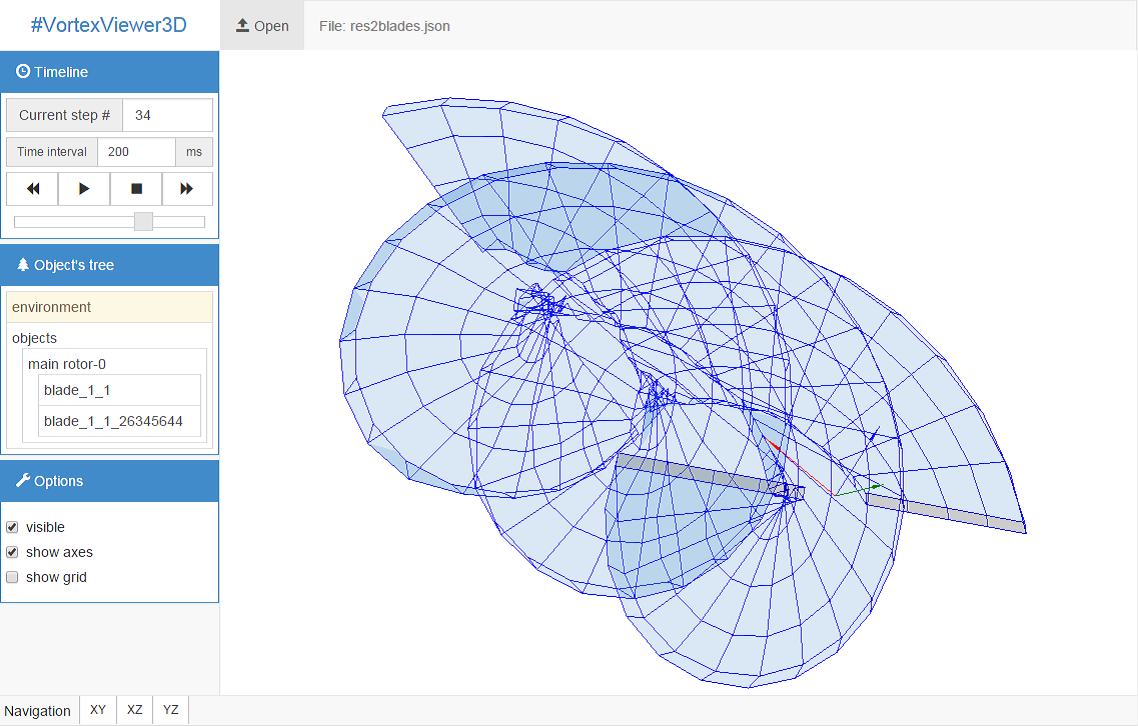 #VortexViewer3D
Open
File: res2blades.json
Timeline
Current step # 34
Time interval 200 ms
Object's tree
environment
objects
main rotor-0
blade_1_1
blade_1_1_26345644
Options
visible
show axes
show grid
Navigation XY XZ YZ